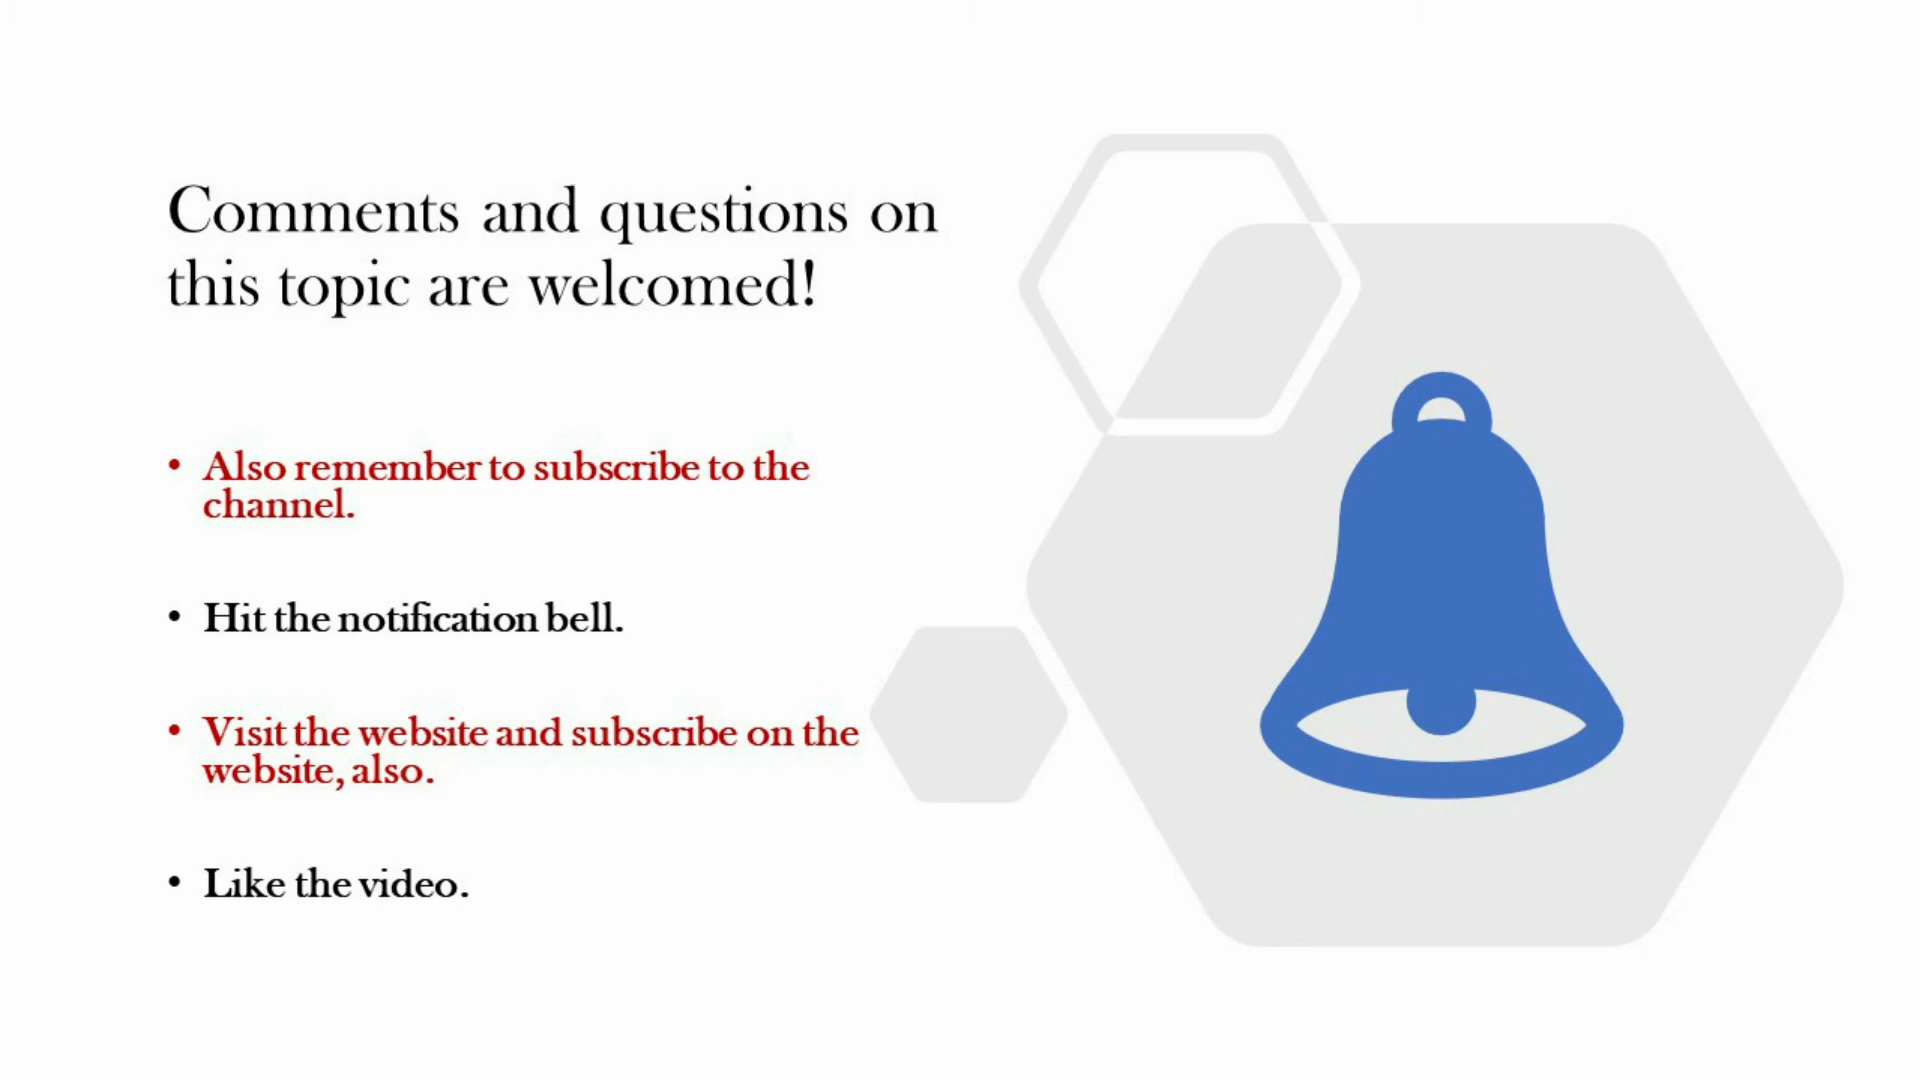 Comments and questions on
this topic are welcomed!
• Also remember to subscribe to the
channel.
• Hit the notification bell.
• Visit the website and subscribe on the
website, also.
• Like the video.